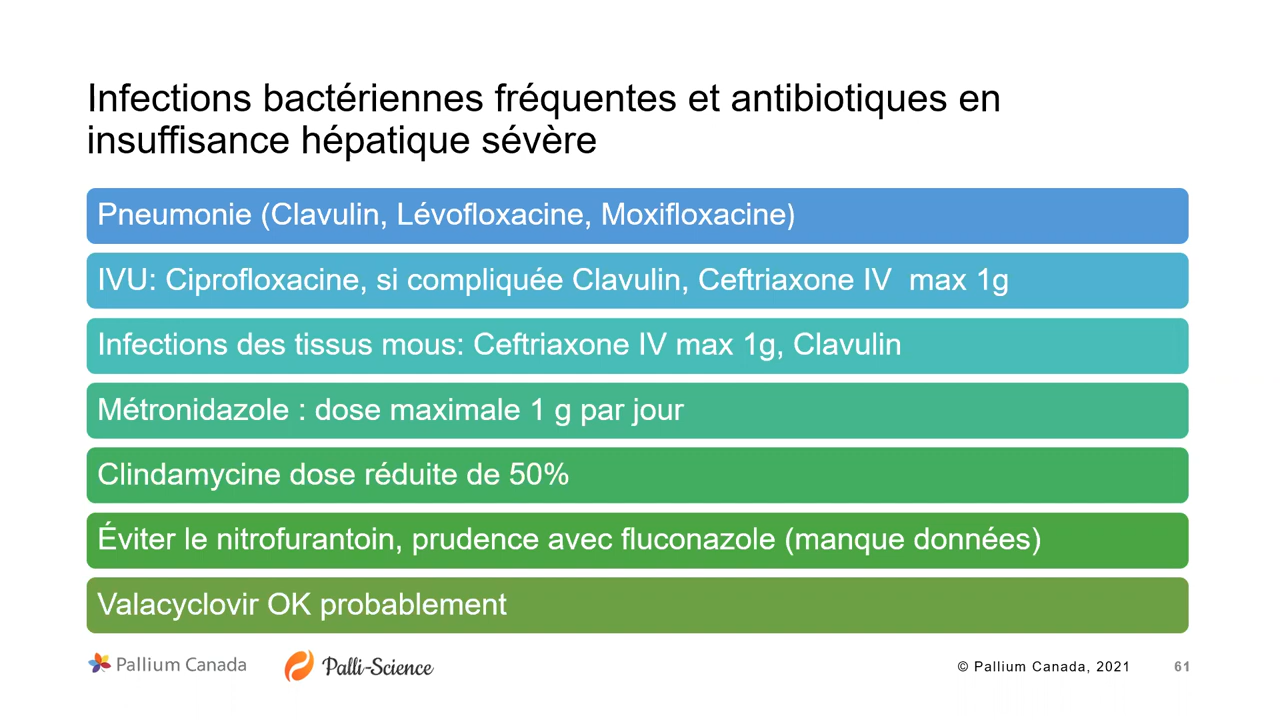 Infections bactériennes fréquentes et antibiotiques en
insuffisance hépatique sévère
Pneumonie (Clavulin, Lévofloxacine, Moxifloxacine)
IVU: Ciprofloxacine, si compliquée Clavulin, Ceftriaxone IV  max 1g
Infections des tissus mous: Ceftriaxone IV max 1g, Clavulin
Métronidazole : dose maximale 1 g par jour
Clindamycine dose réduite de 50%
Éviter le nitrofurantoin, prudence avec fluconazole (manque données)
Valacyclovir OK probablement
Pallium Canada
Palli-Science
© Pallium Canada, 2021
61